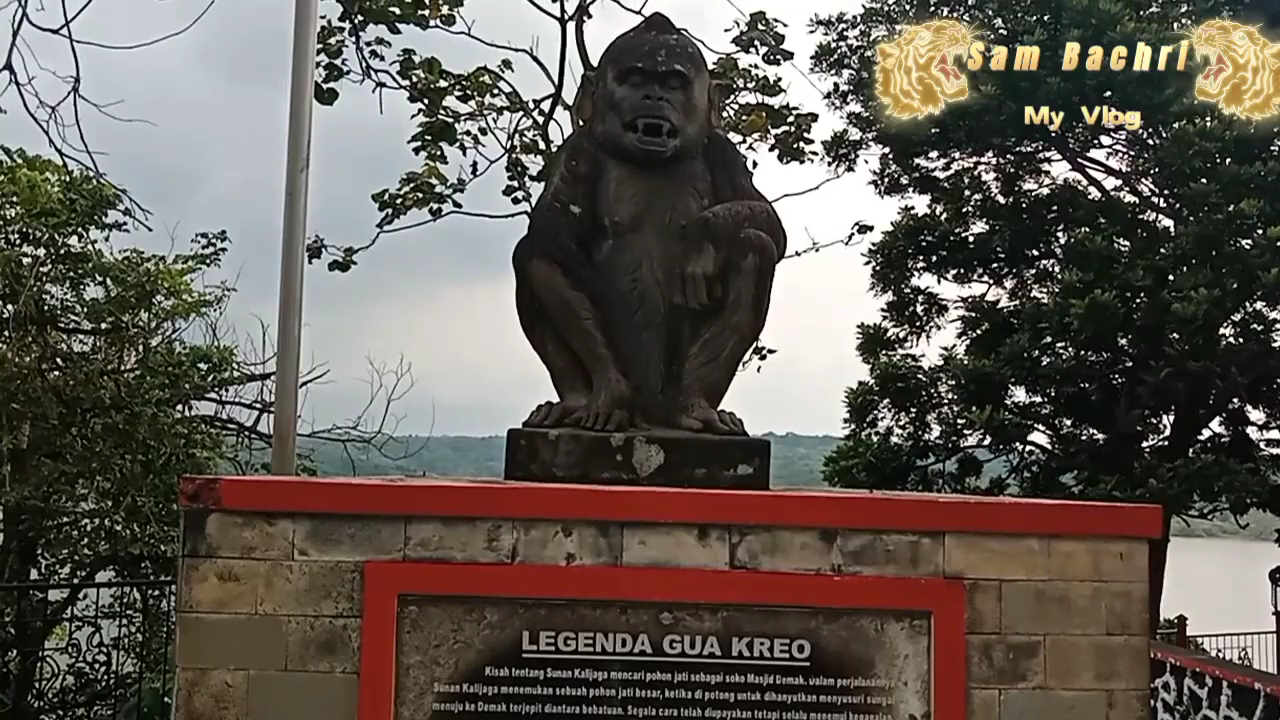 Sam Bachri
My Vlog
LEGENDA GUA KREO
Kisah tentang Sunan Kalijaga mencari pohon jati sebagai soko Masjid Demak. Dalam perjalanannya
Sunan Kalijaga menemukan sebuah pohon jati besar, ketika di potong untuk dihanyutkan menyusuri sungai
menuju ke Demak terjepit diantara bebatuan. Segala cara telah diupayakan tetapi selalu menemui kegagalan